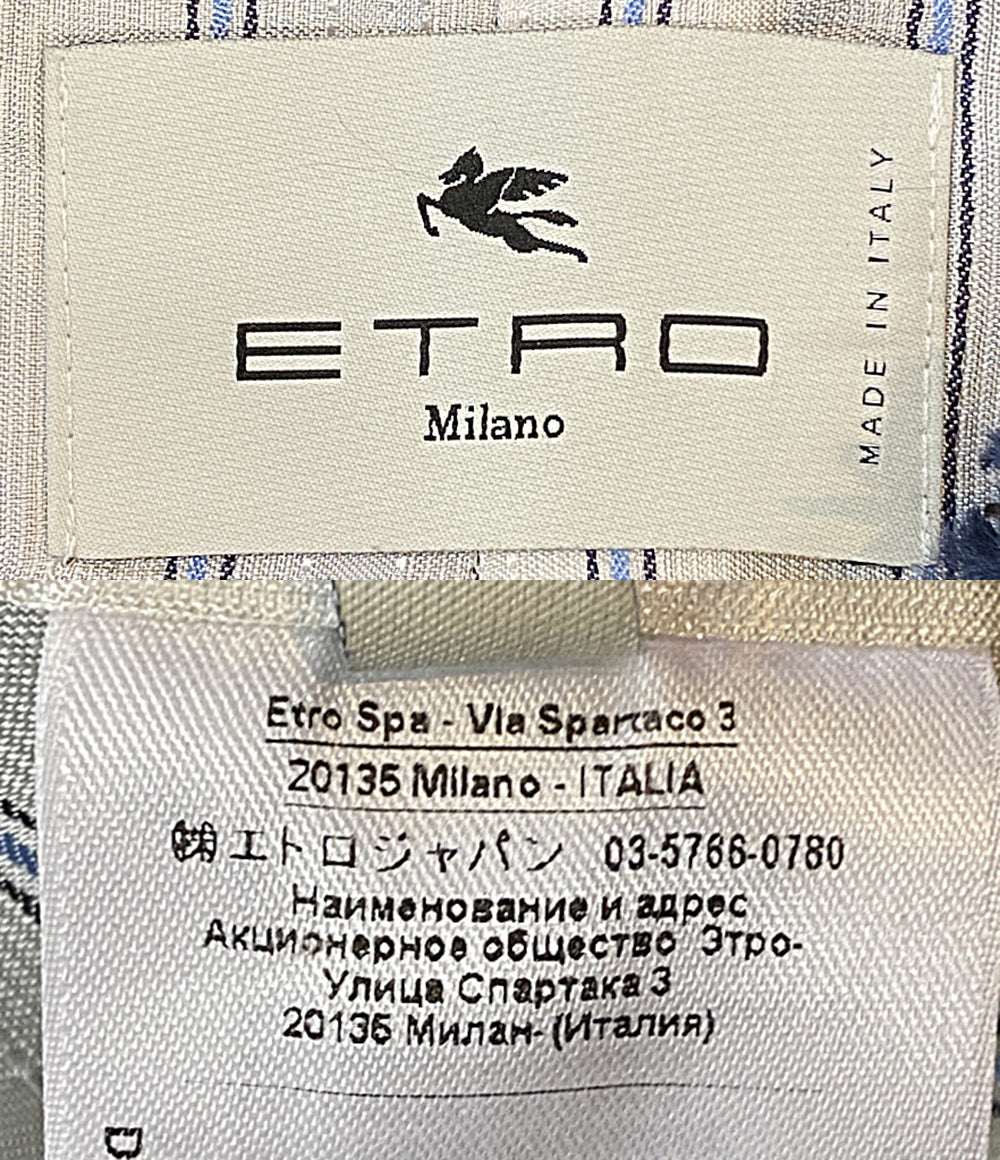 ETRO
Milano
MADE IN ITALY
Etro Spa - Via Spartaco 3
20135 Milano - ITALIA
㈱エトロジャパン 03-5766-0780
Наименование и адрес
Акционерное общество Этро-
Улица Спартака 3
20135 Милан- (Италия)